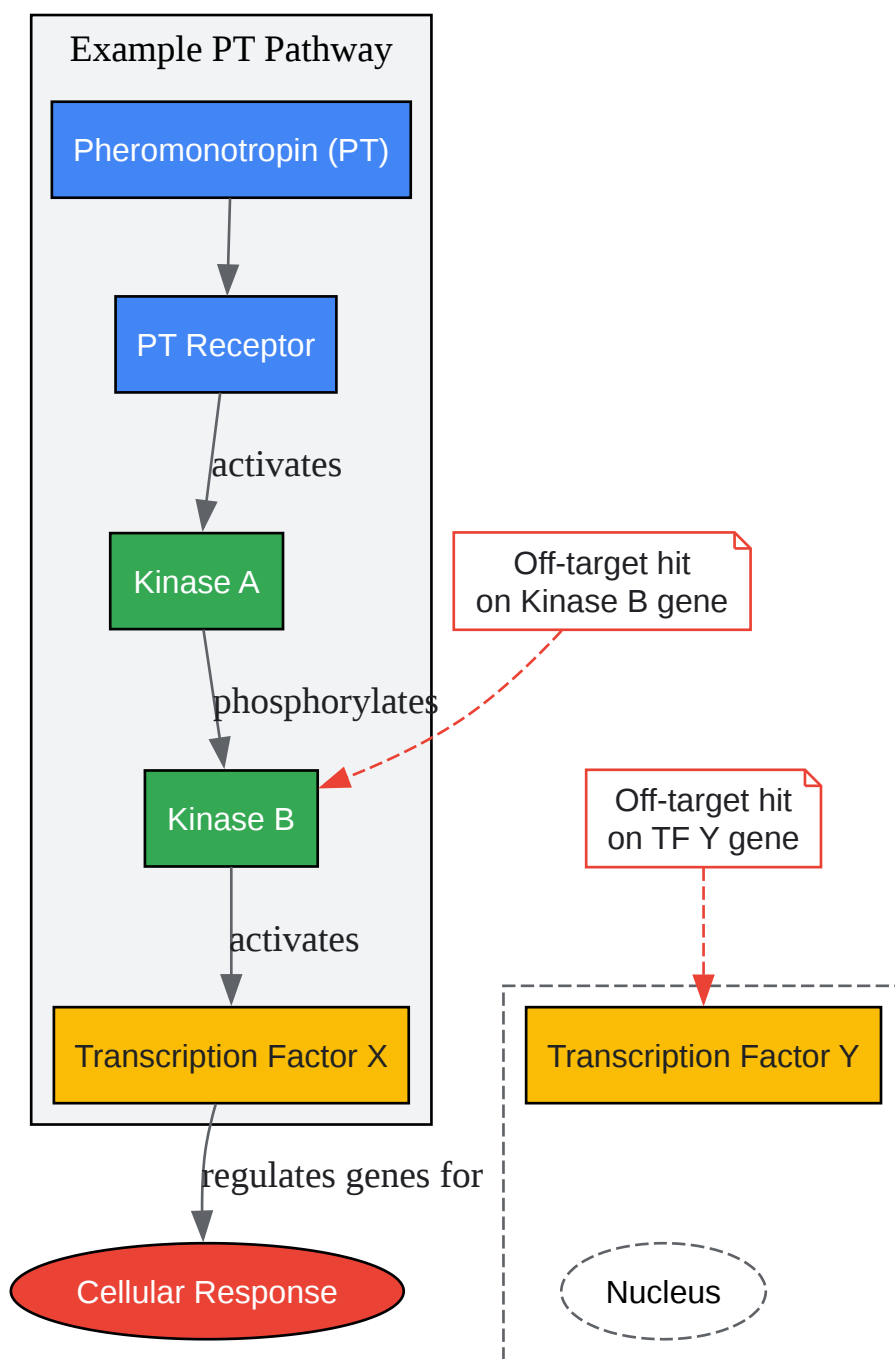 Example PT Pathway
Pheromonotropin (PT)
PT Receptor
activates
Kinase A
Off-target hit
on Kinase B gene
phosphorylates
Kinase B
Off-target hit
on TF Y gene
activates
Transcription Factor X
Transcription Factor Y
regulates genes for
Cellular Response
Nucleus